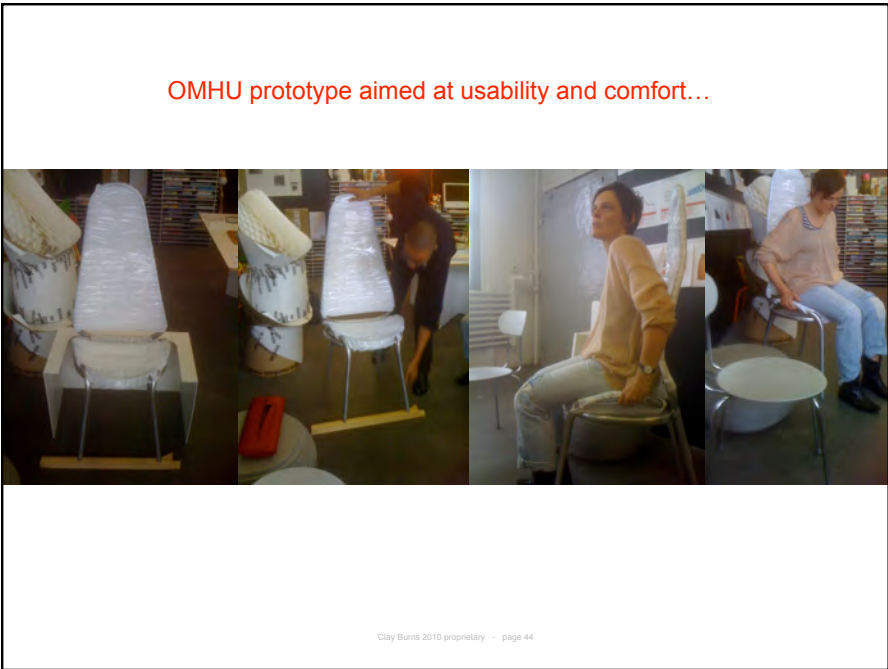 OMHU prototype aimed at usability and comfort…
Clay Burns 2010 proprietary - page 44